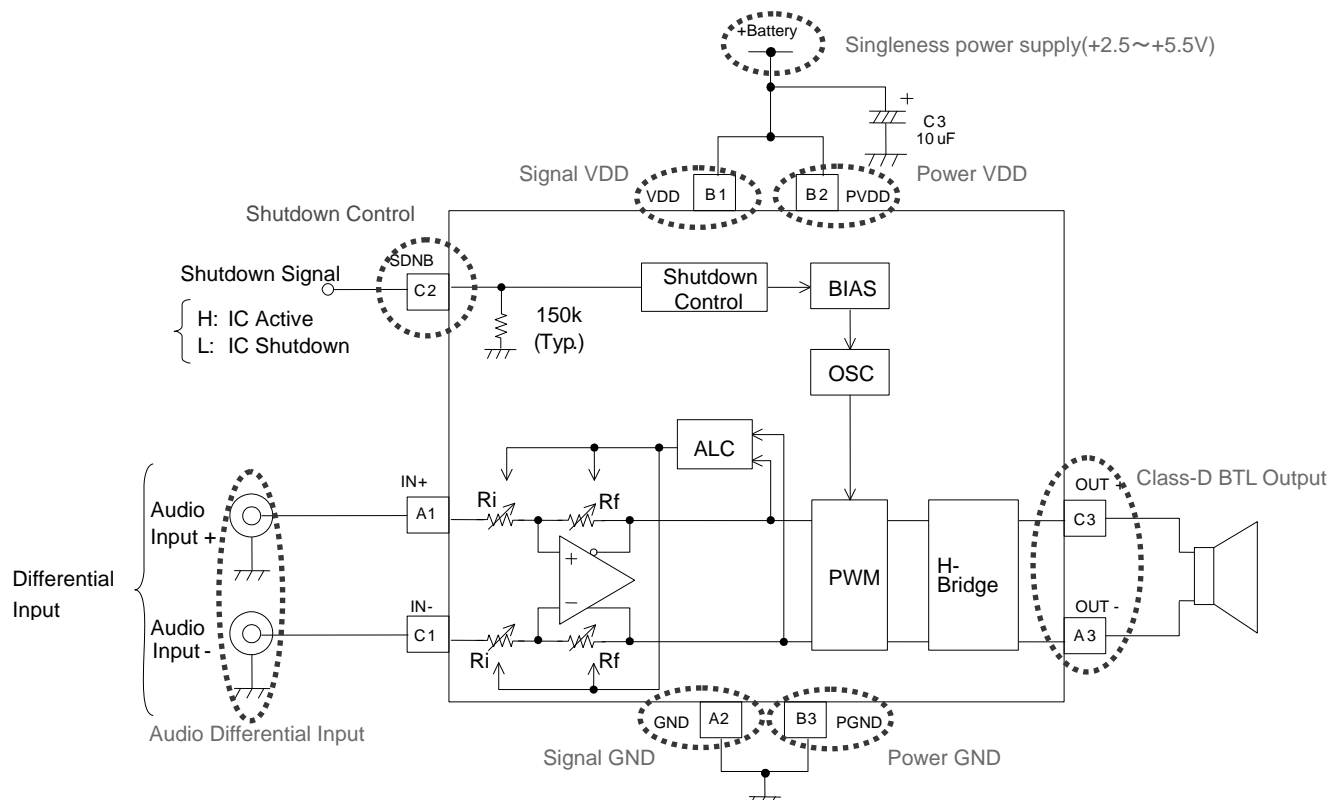 +Battery
Singleness power supply(+2.5～+5.5V)
+
C3
10 uF
Signal VDD
VDD
B1
B2
PVDD
Power VDD
Shutdown Control
SDNB
Shutdown Signal
C2
H: IC Active
L: IC Shutdown
150k
(Typ.)
Shutdown
Control
BIAS
OSC
ALC
IN+
A1
Ri
Rf
Audio
Input +
Differential
Input
+
-
IN-
C1
Ri
Rf
Audio
Input -
Audio Differential Input
PWM
H-
Bridge
OUT +
C3
Class-D BTL Output
OUT -
A3
GND
A2
B3
PGND
Signal GND
Power GND